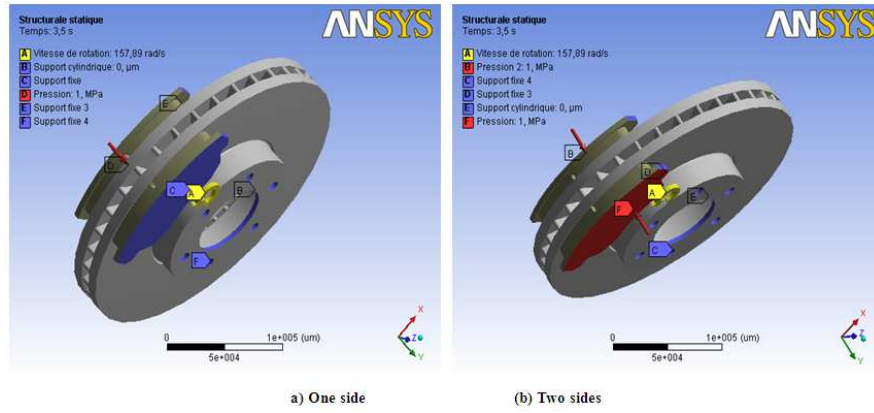 Structurale statique
Temps: 3,5 s
A Vitesse de rotation: 157,89 rad/s
B Support cylindrique: 0, µm
C Support fixe
D Pression: 1, MPa
E Support fixe 3
F Support fixe 4
ANSYS
E
D
C
A
B
F
X
Z
Y
0
1e+005 (um)
5e+004
a) One side
Structurale statique
Temps: 3,5 s
A Vitesse de rotation: 157,89 rad/s
B Pression 2: 1, MPa
C Support fixe 4
D Support fixe 3
E Support cylindrique: 0, µm
F Pression: 1, MPa
ANSYS
B
D
A
E
F
C
X
Z
Y
0
1e+005 (um)
5e+004
(b) Two sides